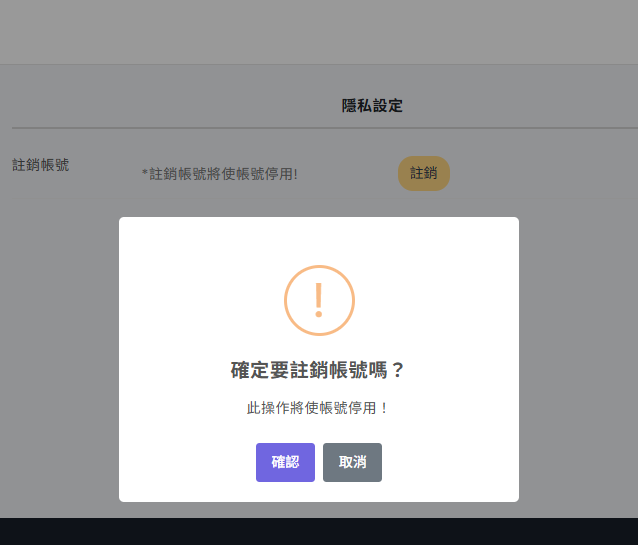 隱私設定
註銷帳號
*註銷帳號將使帳號停用!
註銷
!
確定要註銷帳號嗎？
此操作將使帳號停用！
確認
取消